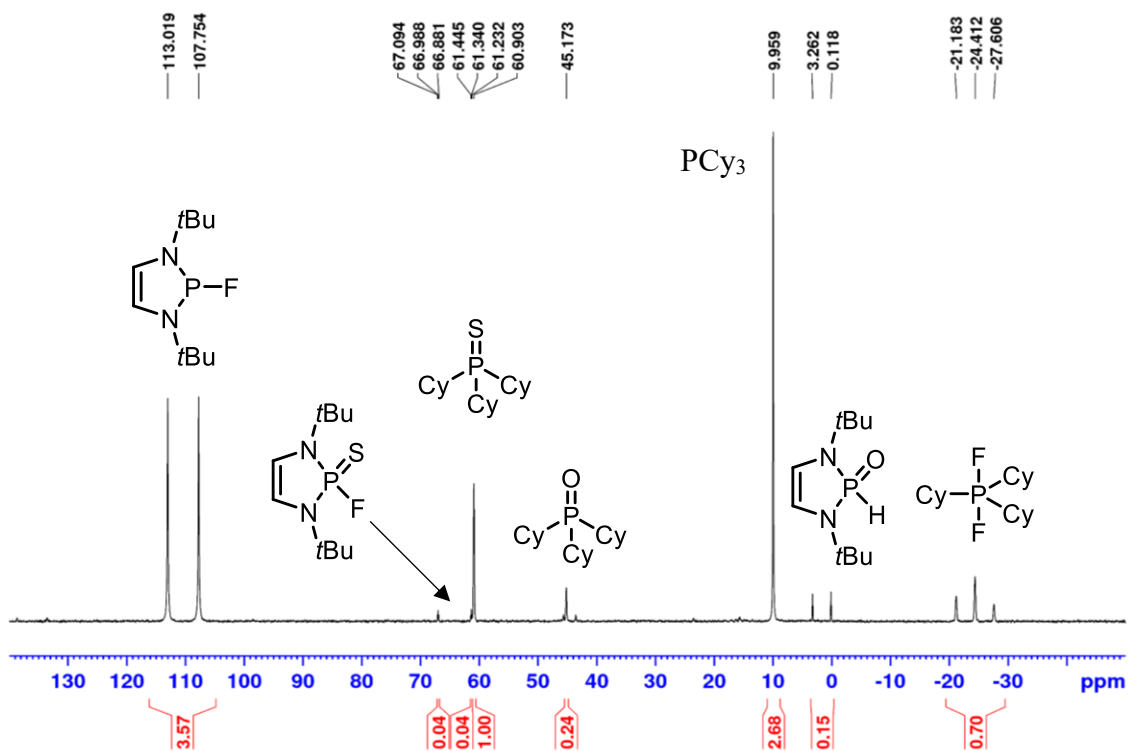 113.019
107.754
67.094
66.988
66.881
61.445
61.340
61.232
60.903
45.173
9.959
3.262
0.118
-21.183
-24.412
-27.606
PCy3
tBu
N
P F
N
tBu
S
P
Cy Cy
Cy
tBu
N S
P
N F
tBu
O
P
Cy Cy
Cy
tBu
N O
P
N H
tBu
F
Cy
Cy P
Cy
F
130 120 110 100 90 80 70 60 50 40 30 20 10 0 -10 -20 -30 ppm
3.57
0.04
0.04
1.00
0.24
2.68
0.15
0.70